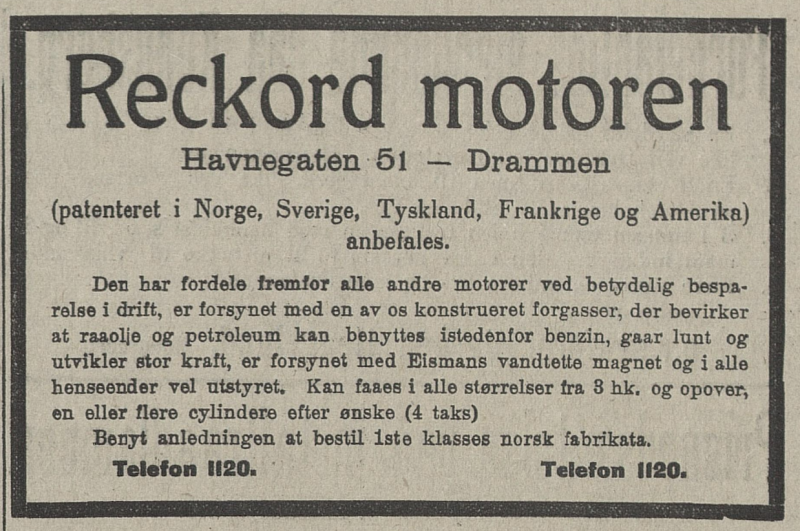 Reckord motoren
Havnegaten 51 — Drammen
(patenteret i Norge, Sverige, Tyskland, Frankrige og Amerika)
anbefales.
Den har fordele fremfor alle andre motorer ved betydelig bespa-
relse i drift, er forsynet med en av os konstrueret forgasser, der bevirker
at raaolje og petroleum kan benyttes istedenfor benzin, gaar lunt og
utvikler stor kraft, er forsynet med Eismans vandtette magnet og i alle
henseender vel utstyret. Kan faaes i alle størrelser fra 3 hk. og opover,
en eller flere cylindere efter ønske (4 taks)
Benyt anledningen at bestil 1ste klasses norsk fabrikata.
Telefon 1120. Telefon 1120.